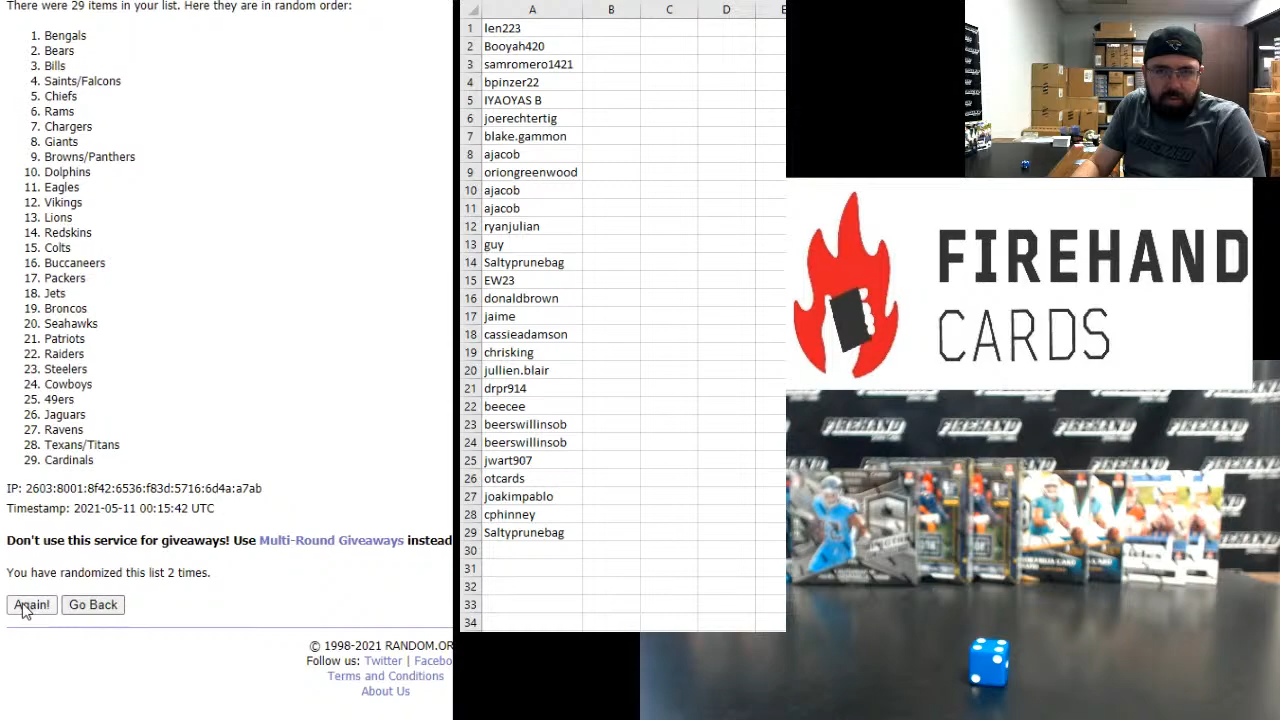 There were 29 items in your list. Here they are in random order:
1. Bengals
2. Bears
3. Bills
4. Saints/Falcons
5. Chiefs
6. Rams
7. Chargers
8. Giants
9. Browns/Panthers
10. Dolphins
11. Eagles
12. Vikings
13. Lions
14. Redskins
15. Colts
16. Buccaneers
17. Packers
18. Jets
19. Broncos
20. Seahawks
21. Patriots
22. Raiders
23. Steelers
24. Cowboys
25. 49ers
26. Jaguars
27. Ravens
28. Texans/Titans
29. Cardinals
IP: 2603:8001:8f42:6536:f83d:5716:6d4a:a7ab
Timestamp: 2021-05-11 00:15:42 UTC
Don't use this service for giveaways! Use Multi-Round Giveaways instead
You have randomized this list 2 times.
Again! Go Back
© 1998-2021 RANDOM.OR
Follow us: Twitter | Facebo
Terms and Conditions
About Us
A B C D E
1 len223
2 Booyah420
3 samromero1421
4 bpinzer22
5 IYAOYAS B
6 joerechtertig
7 blake.gammon
8 ajacob
9 oriongreenwood
10 ajacob
11 ajacob
12 ryanjulian
13 guy
14 Saltyprunebag
15 EW23
16 donaldbrown
17 jaime
18 cassieadamson
19 chrisking
20 jullien.blair
21 drpr914
22 beecee
23 beerswillinsob
24 beerswillinsob
25 jwart907
26 otcards
27 joakimpablo
28 cphinney
29 Saltyprunebag
30
31
32
33
34
FIREHAND
CARDS
FIREHAND
FIREHAND
FIREHAND